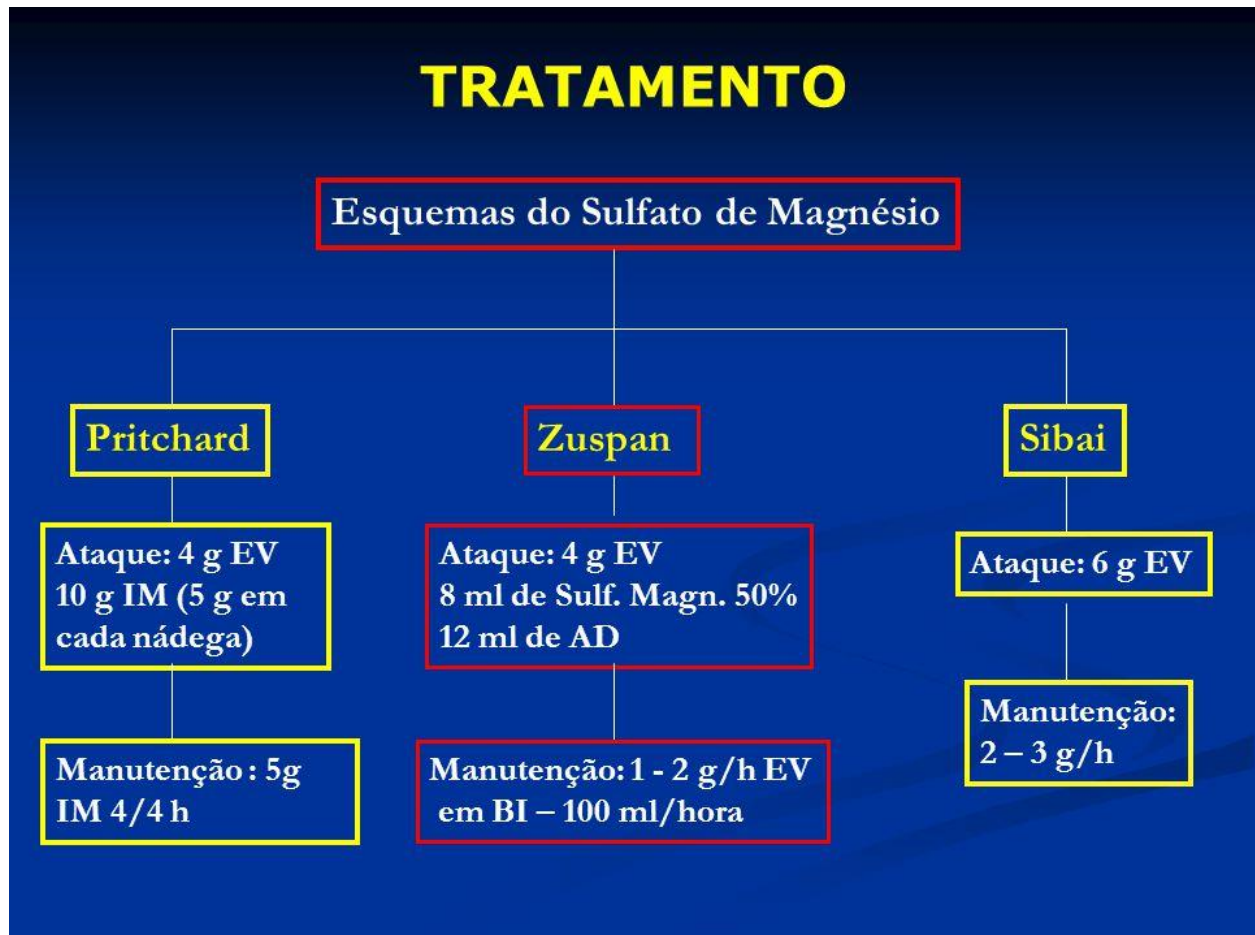 TRATAMENTO
Esquemas do Sulfato de Magnésio
Pritchard
Ataque: 4 g EV
10 g IM (5 g em
cada nádega)
Manutenção : 5g
IM 4/4 h
Zuspan
Ataque: 4 g EV
8 ml de Sulf. Magn. 50%
12 ml de AD
Manutenção: 1 - 2 g/h EV
em BI – 100 ml/hora
Sibai
Ataque: 6 g EV
Manutenção:
2 – 3 g/h